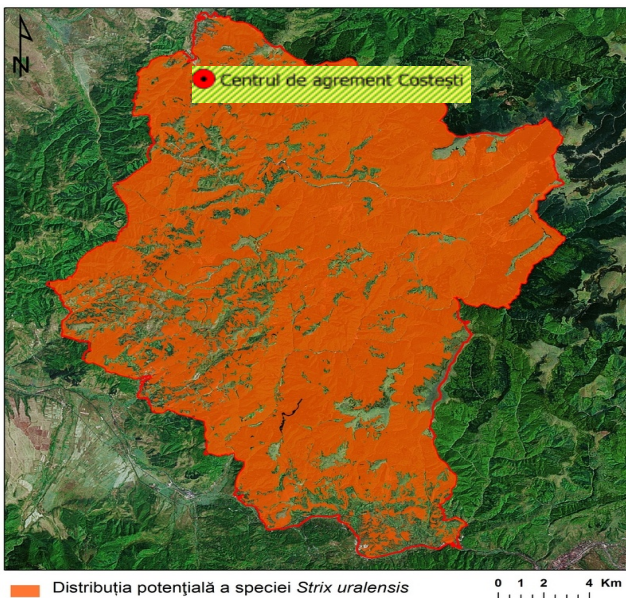 N
Centrul de agrement Costești
Distribuția potențială a speciei Strix uralensis
0 1 2 4 Km